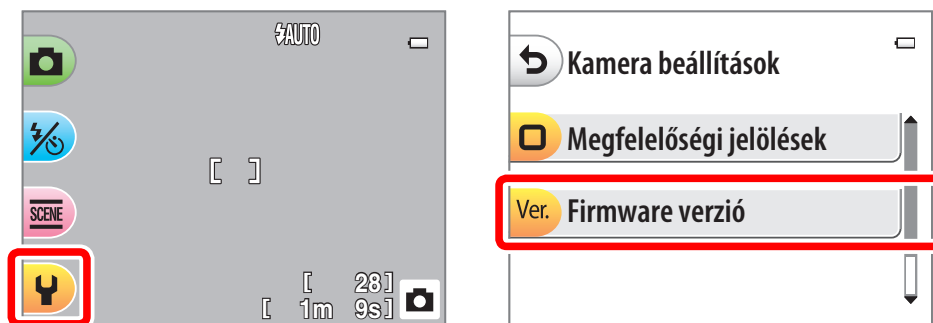 AUTO
SCENE
[ 28]
[ 1m 9s]
Kamera beállítások
Megfelelőségi jelölések
Ver. Firmware verzió